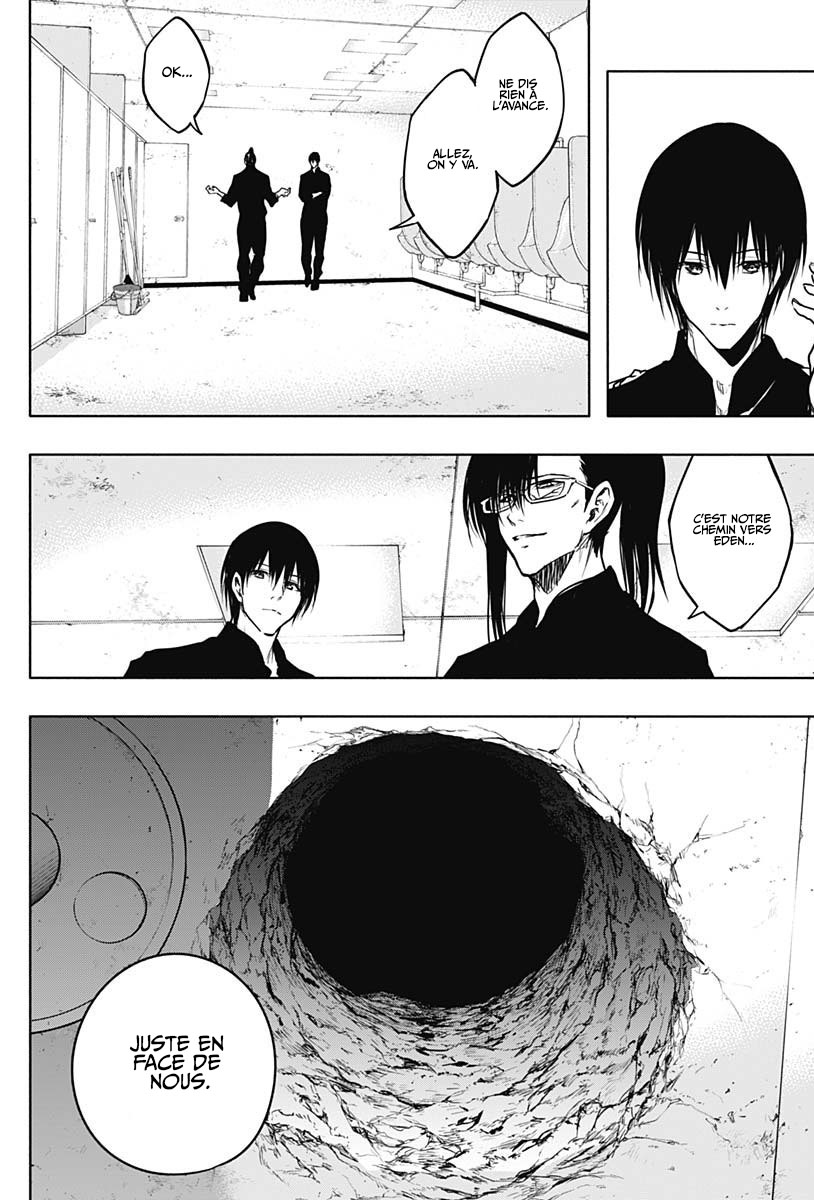 NE DIS
RIEN À
L'AVANCE.
ALLEZ,
ON Y VA.
OK...
C'EST NOTRE
CHEMIN VERS
EDEN...
JUSTE EN
FACE DE
NOUS.